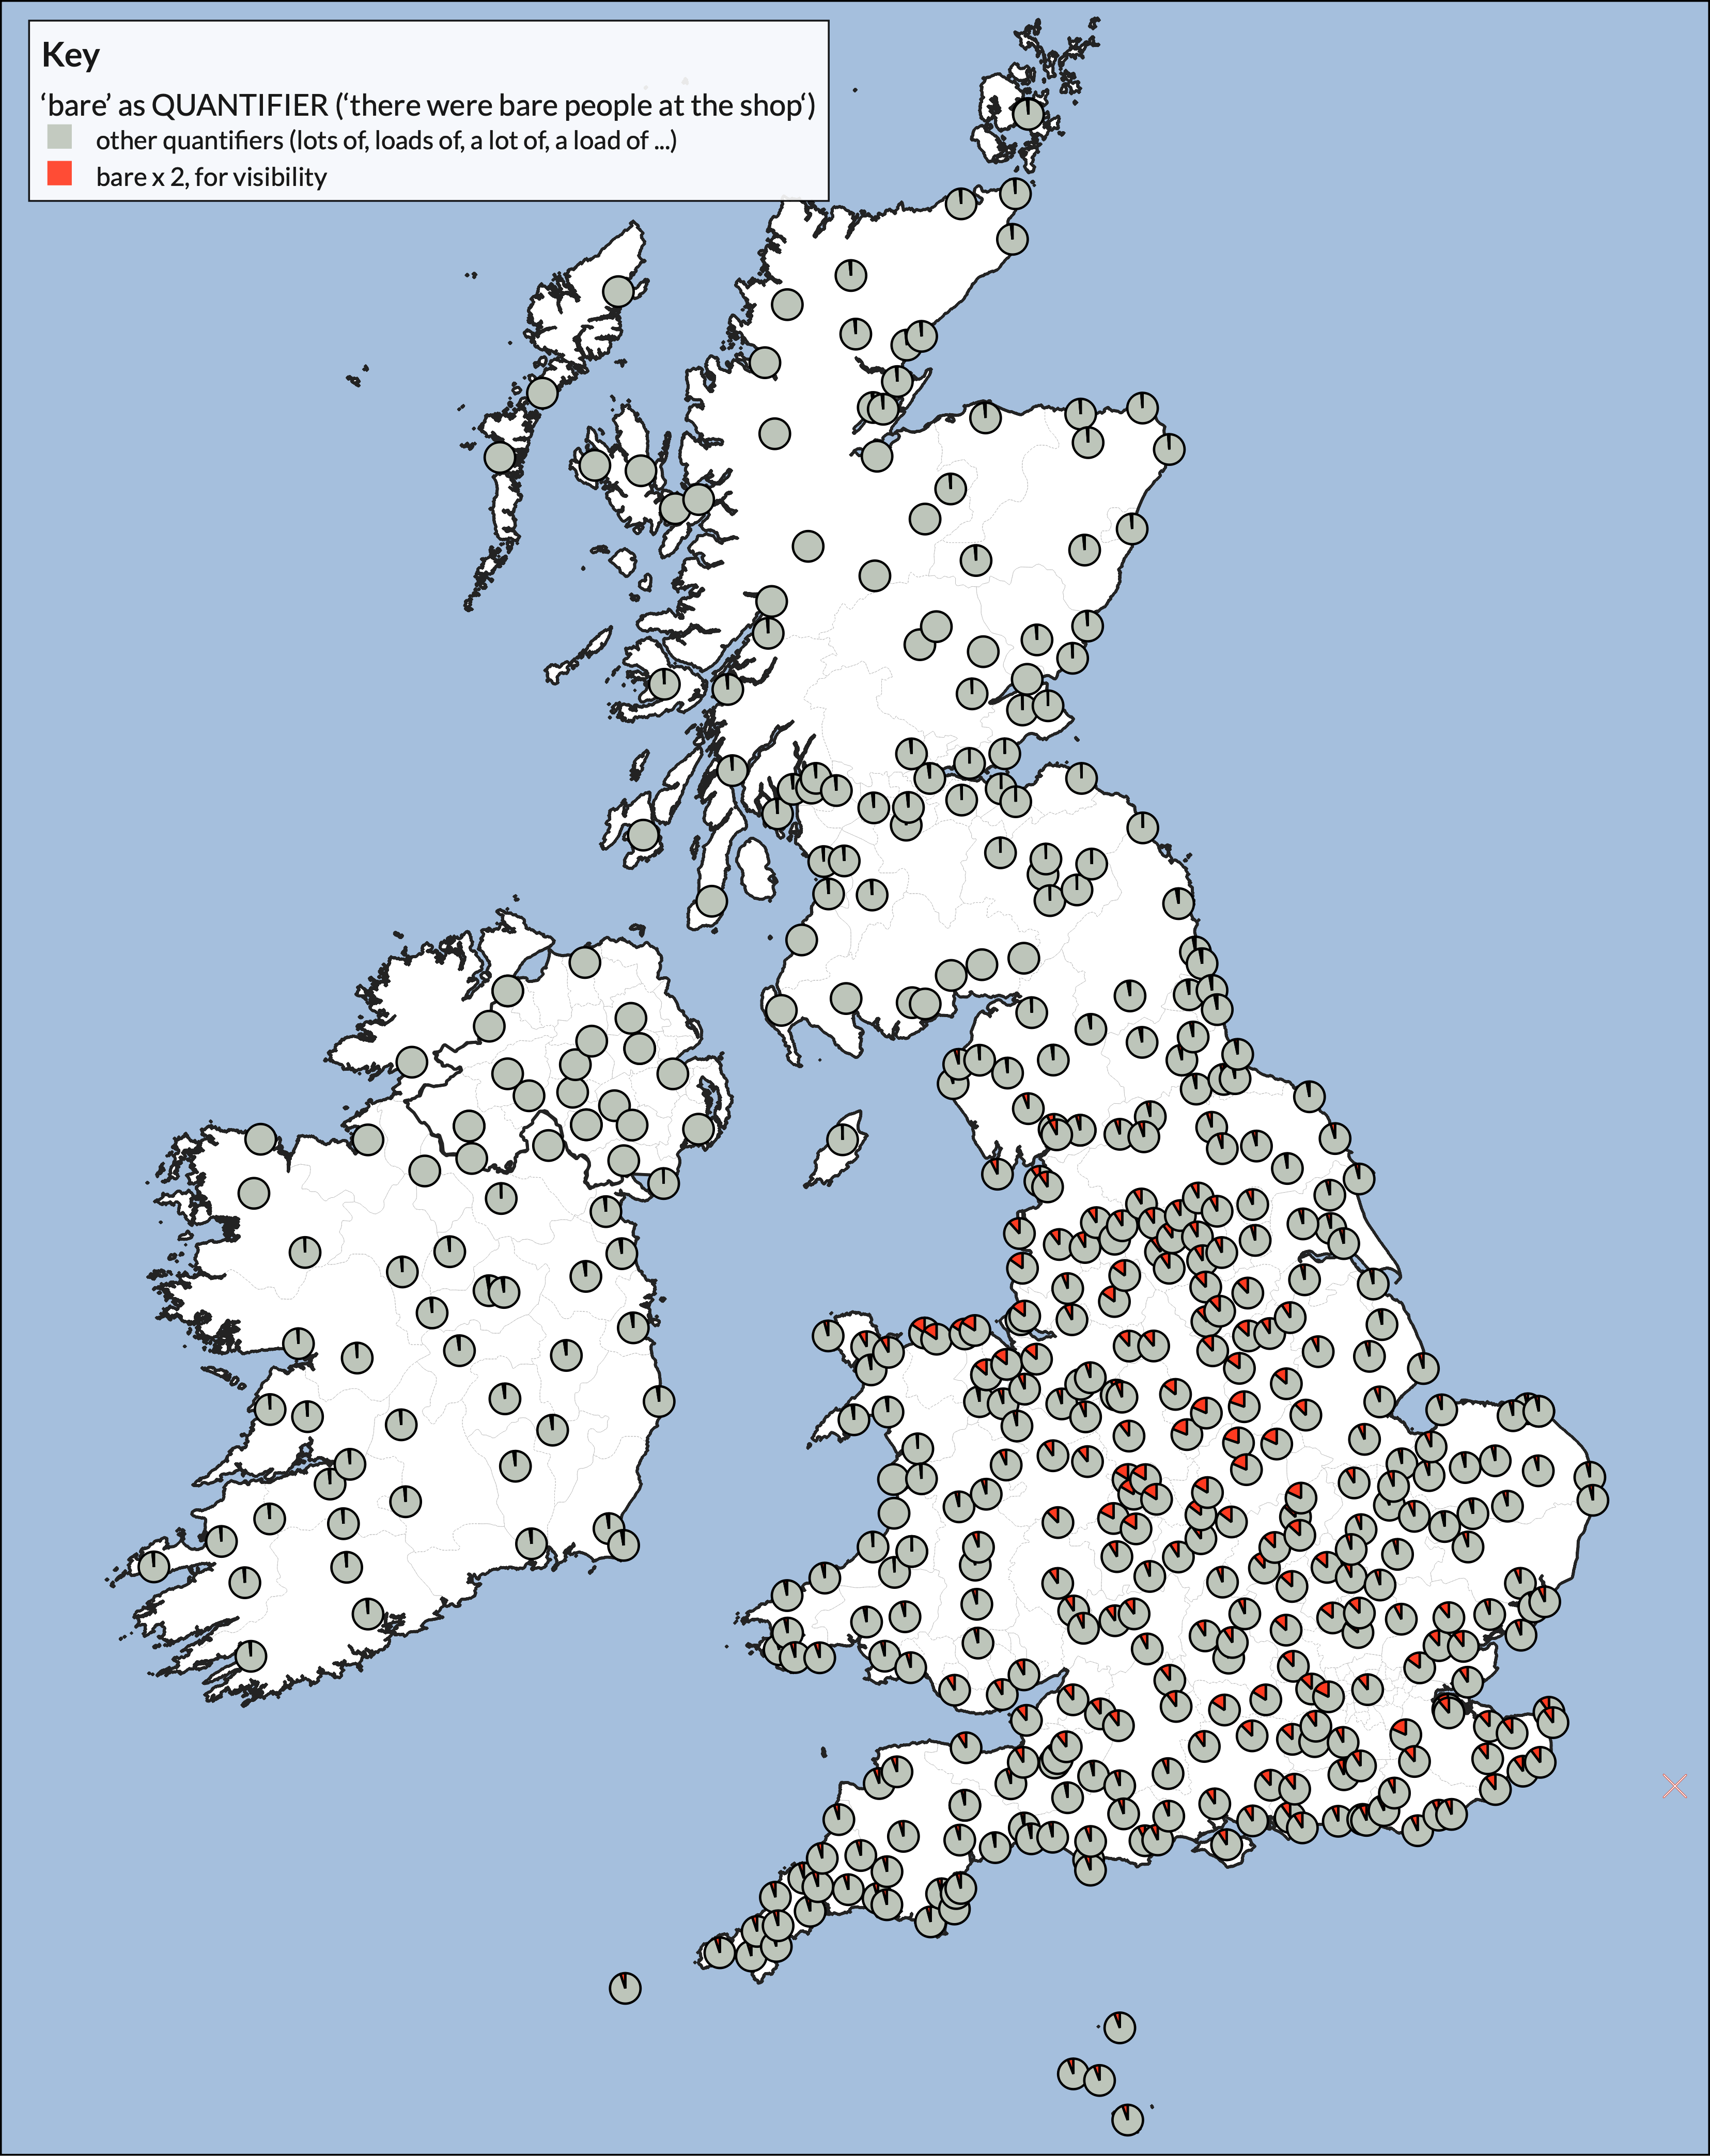 Key
‘bare’ as QUANTIFIER (‘there were bare people at the shop‘)
other quantifiers (lots of, loads of, a lot of, a load of ...)
bare x 2, for visibility